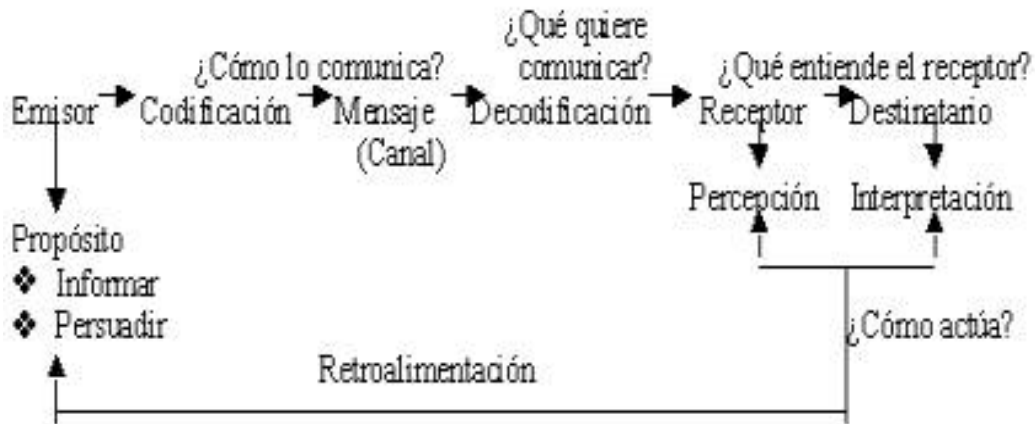 ¿Qué quiere
¿Cómo lo comunica? comunicar? ¿Qué entiende el receptor?
Emisor Codificación Mensaje Decodificación Receptor Destinatario
(Canal)
Percepción Interpretación
Propósito
❖ Informar
❖ Persuadir
¿Cómo actúa?
Retroalimentación